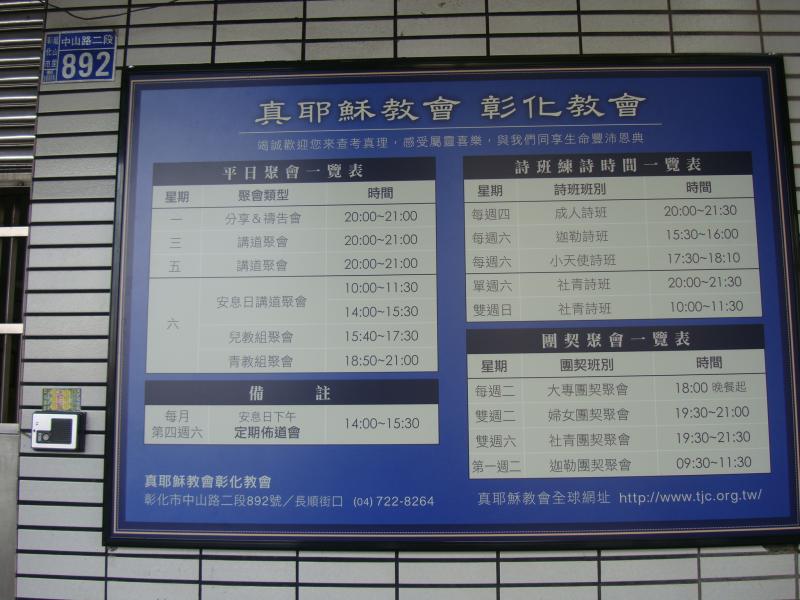 中山路二段
892
真耶穌教會 彰化教會
竭誠歡迎您來查考真理，感受屬靈喜樂，與我們同享生命豐沛恩典
平日聚會一覽表
星期 聚會類型 時間
一 分享&禱告會 20:00~21:00
三 講道聚會 20:00~21:00
五 講道聚會 20:00~21:00
六 安息日講道聚會 10:00~11:30
14:00~15:30
兒教組聚會 15:40~17:30
青教組聚會 18:50~21:00
備 註
每月
第四週六 安息日下午
定期佈道會 14:00~15:30
真耶穌教會彰化教會
彰化市中山路二段892號／長順街口 (04) 722-8264
詩班練詩時間一覽表
星期 詩班班別 時間
每週四 成人詩班 20:00~21:30
每週六 迦勒詩班 15:30~16:00
每週六 小天使詩班 17:30~18:10
單週六 社青詩班 20:00~21:30
雙週日 社青詩班 10:00~11:30
團契聚會一覽表
星期 團契班別 時間
每週二 大專團契聚會 18:00 晚餐起
雙週二 婦女團契聚會 19:30~21:00
雙週六 社青團契聚會 19:30~21:30
第一週二 迦勒團契聚會 09:30~11:30
真耶穌教會全球網址 http://www.tjc.org.tw/